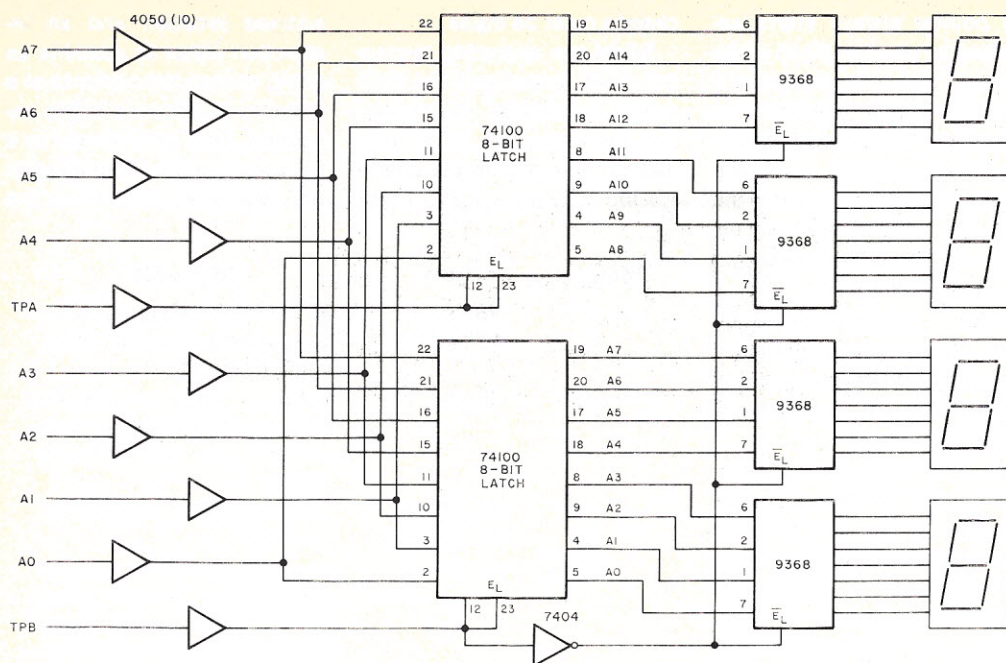 4050 (10)
A7
A6
A5
A4
TPA
A3
A2
A1
A0
TPB
22
21
16
15
11
10
3
2
74100
8-BIT
LATCH
EL
12 23
19 A15
20 A14
17 A13
18 A12
8 A11
9 A10
4 A9
5 A8
22
21
16
15
11
10
3
2
74100
8-BIT
LATCH
EL
12 23
19 A7
20 A6
17 A5
18 A4
8 A3
9 A2
4 A1
5 A0
7404
6
2
1
7
9368
EL
6
2
1
7
9368
EL
6
2
1
7
9368
EL
6
2
1
7
9368
EL